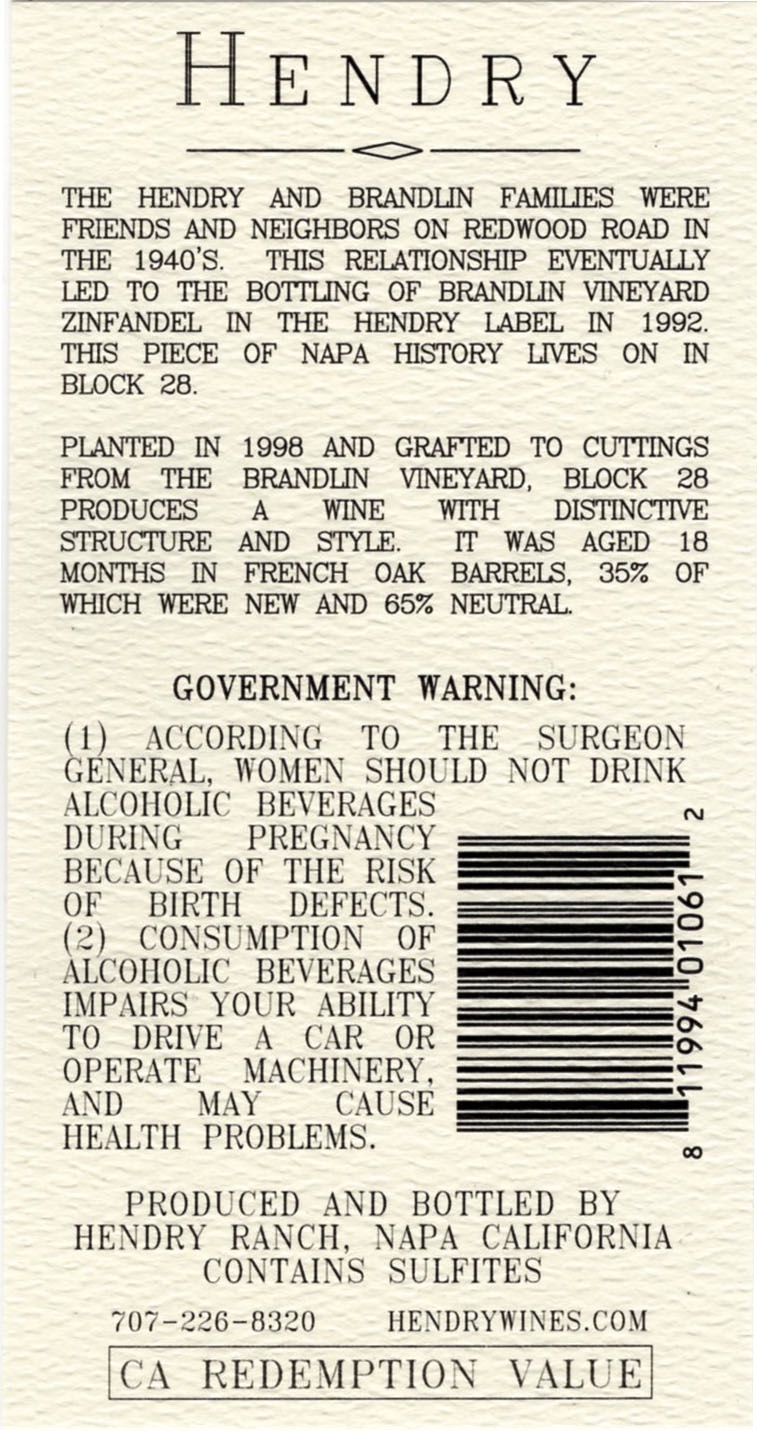 HENDRY
THE HENDRY AND BRANDLIN FAMILIES WERE
FRIENDS AND NEIGHBORS ON REDWOOD ROAD IN
THE 1940'S. THIS RELATIONSHIP EVENTUALLY
LED TO THE BOTTLING OF BRANDLIN VINEYARD
ZINFANDEL IN THE HENDRY LABEL IN 1992.
THIS PIECE OF NAPA HISTORY LIVES ON IN
BLOCK 28.
PLANTED IN 1998 AND GRAFTED TO CUTTINGS
FROM THE BRANDLIN VINEYARD, BLOCK 28
PRODUCES A WINE WITH DISTINCTIVE
STRUCTURE AND STYLE. IT WAS AGED 18
MONTHS IN FRENCH OAK BARRELS, 35% OF
WHICH WERE NEW AND 65% NEUTRAL.
GOVERNMENT WARNING:
(1) ACCORDING TO THE SURGEON
GENERAL, WOMEN SHOULD NOT DRINK
ALCOHOLIC BEVERAGES
DURING PREGNANCY
BECAUSE OF THE RISK
OF BIRTH DEFECTS.
(2) CONSUMPTION OF
ALCOHOLIC BEVERAGES
IMPAIRS YOUR ABILITY
TO DRIVE A CAR OR
OPERATE MACHINERY,
AND MAY CAUSE
HEALTH PROBLEMS.
8 11994 01061 2
PRODUCED AND BOTTLED BY
HENDRY RANCH, NAPA CALIFORNIA
CONTAINS SULFITES
707-226-8320 HENDRYWINES.COM
CA REDEMPTION VALUE